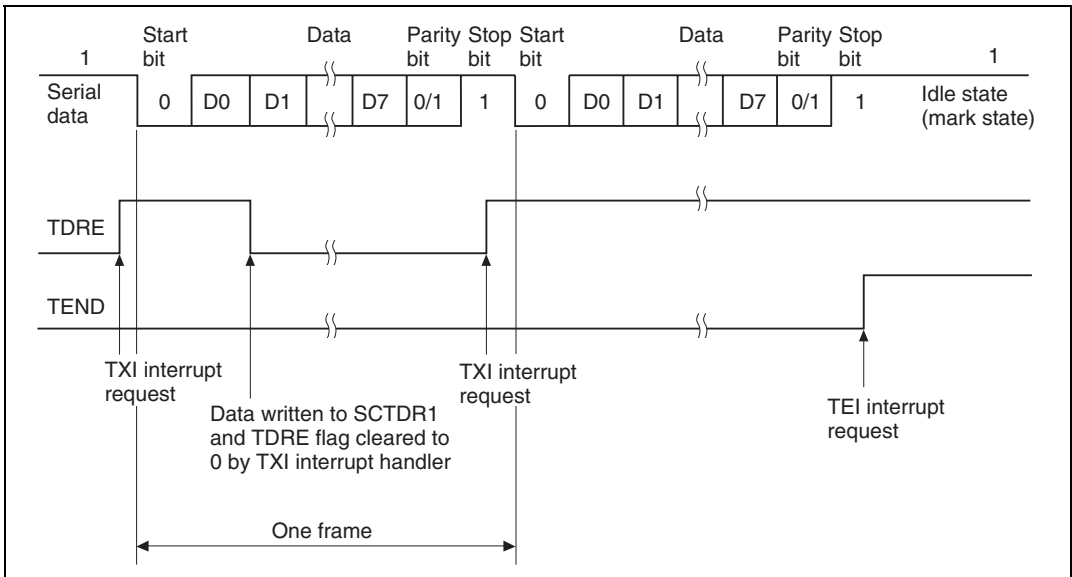 Start bit
Data
Parity bit
Stop bit
Start bit
Data
Parity bit
Stop bit
1
1
Serial data
0
D0
D1
D7
0/1
1
0
D0
D1
D7
0/1
1
Idle state
(mark state)
TDRE
TEND
TXI interrupt
request
Data written to SCTDR1
and TDRE flag cleared to
0 by TXI interrupt handler
TXI interrupt
request
TEI interrupt
request
One frame